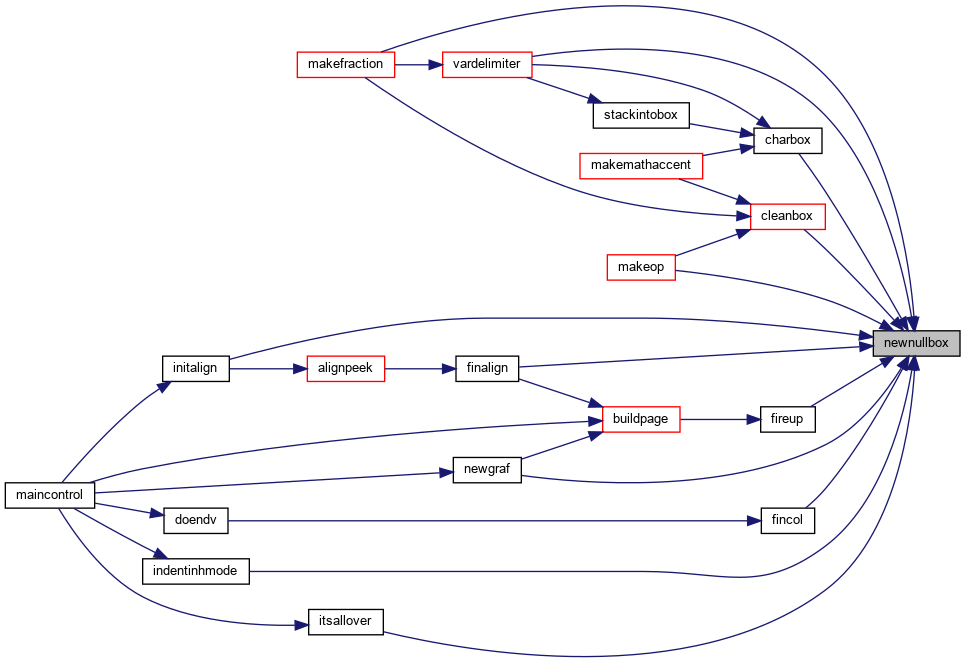 makefraction
vardelimiter
stackintobox
charbox
makemathaccent
cleanbox
makeop
newnullbox
initalign
alignpeek
finalign
buildpage
fireup
newgraf
maincontrol
doendv
fincol
indentinhmode
itsallover